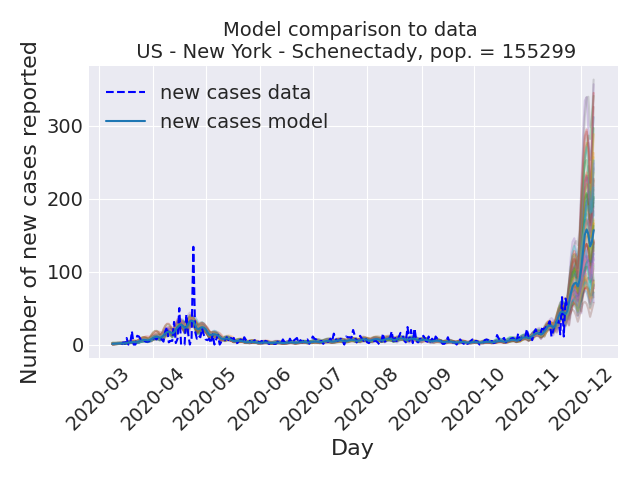 Model comparison to data
US - New York - Schenectady, pop. = 155299
Number of new cases reported
300
200
100
0
new cases data
new cases model
2020-03
2020-04
2020-05
2020-06
2020-07
2020-08
2020-09
2020-10
2020-11
2020-12
Day